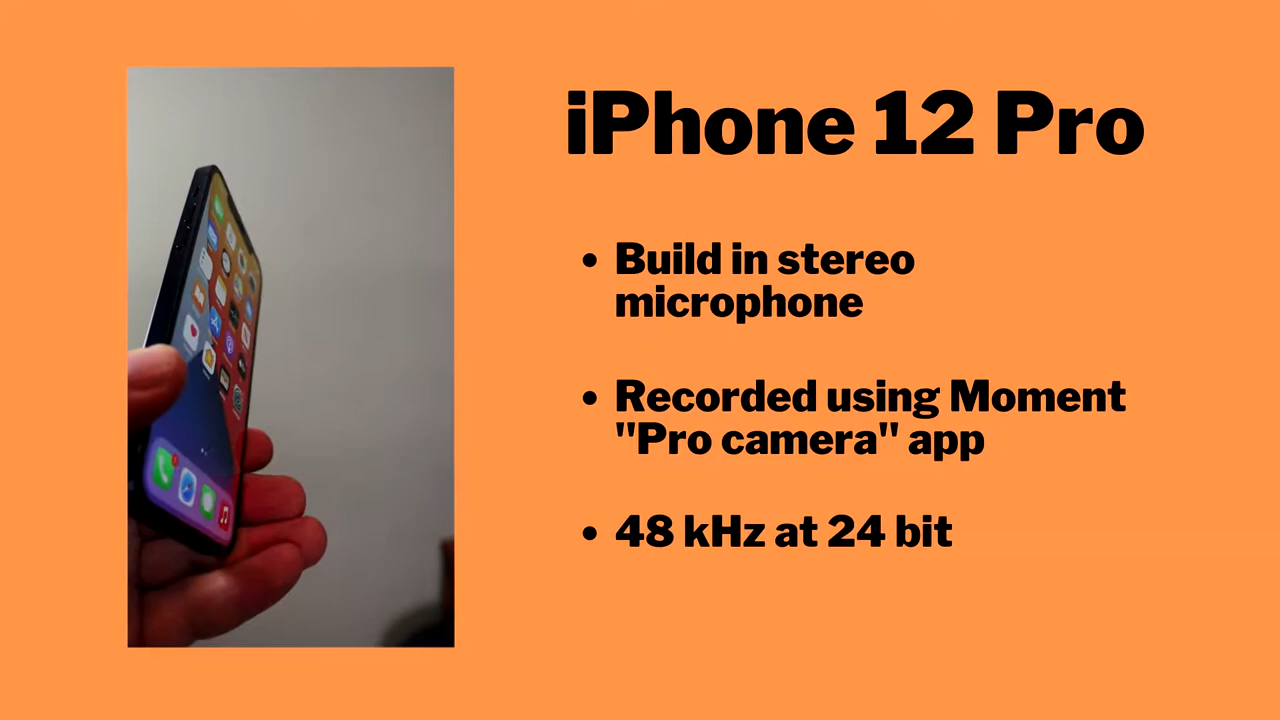 iPhone 12 Pro
• Build in stereo
microphone
• Recorded using Moment
"Pro camera" app
• 48 kHz at 24 bit